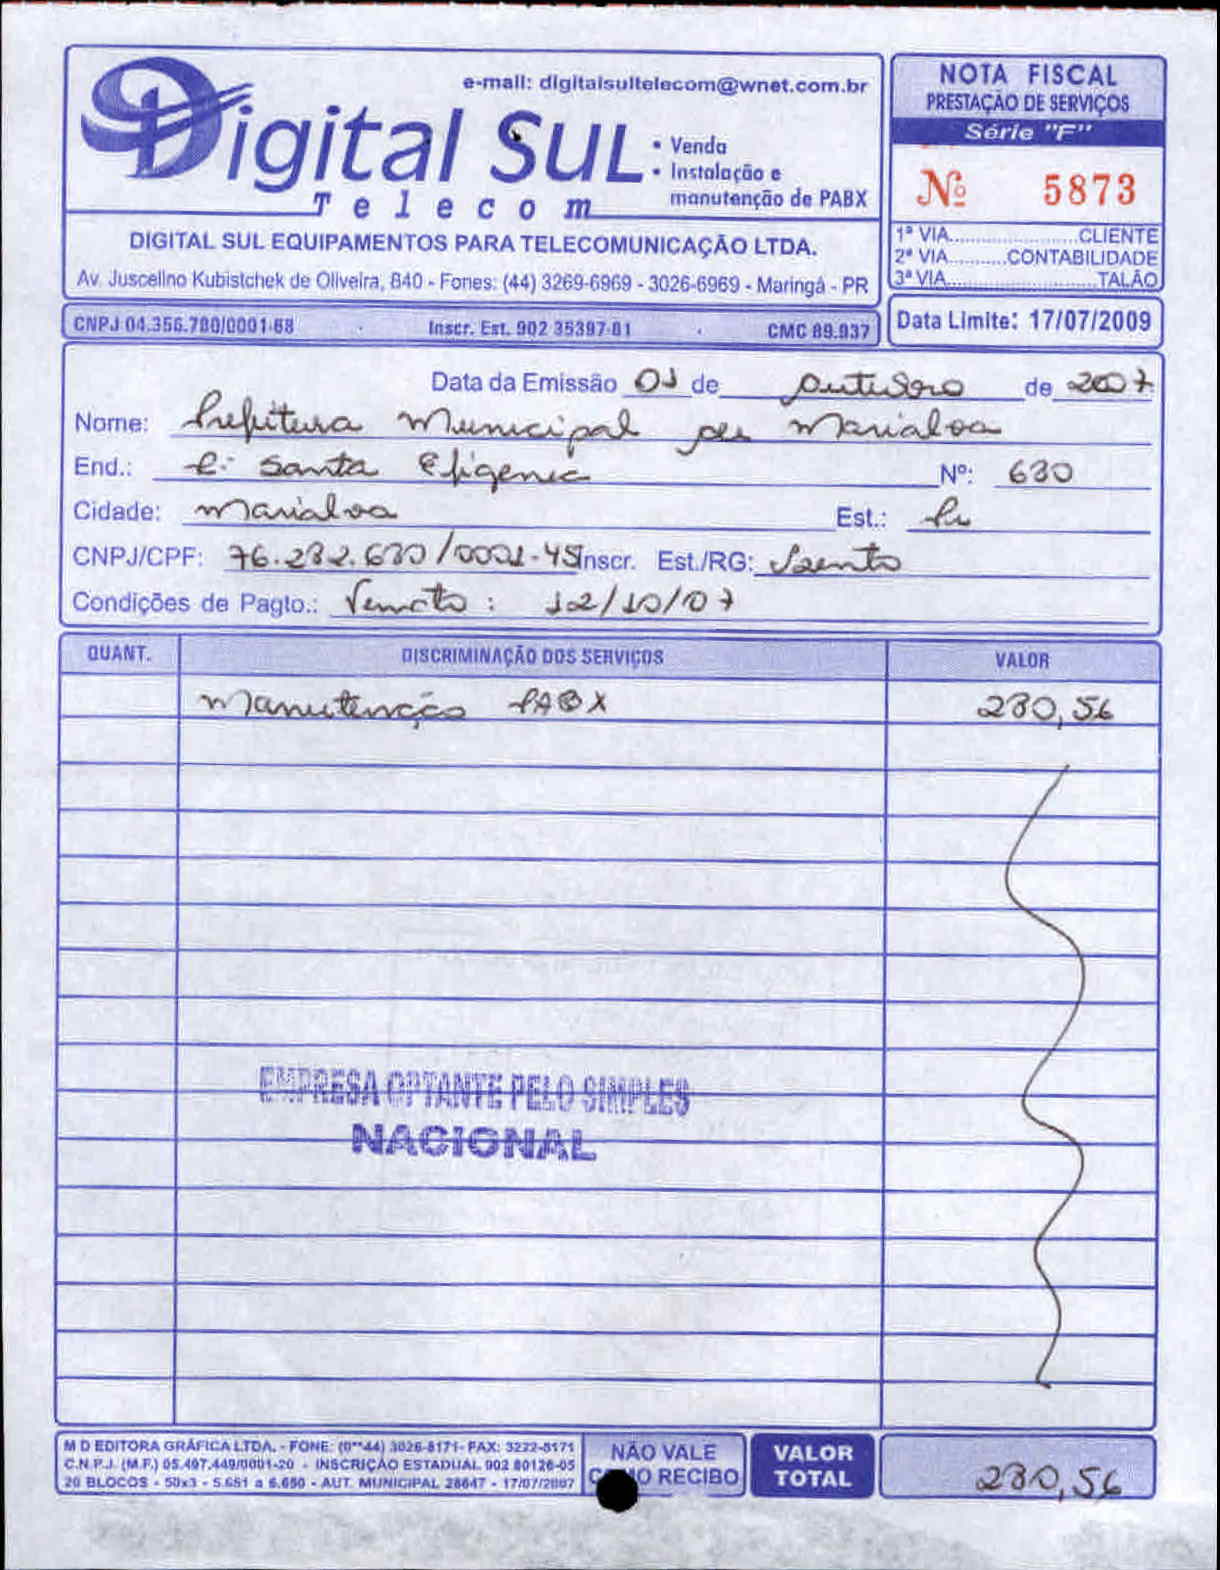 e-mail: digitalsultelecom@wnet.com.br
Digital Sul
Telecom
• Venda
• Instalação e
manutenção de PABX
DIGITAL SUL EQUIPAMENTOS PARA TELECOMUNICAÇÃO LTDA.
Av. Juscelino Kubistchek de Oliveira, 840 - Fones: (44) 3269-6969 - 3026-6969 - Maringá - PR
CNPJ 04.356.780/0001-68 Inscr. Est. 902 35397-81 CMC 89.937
NOTA FISCAL
PRESTAÇÃO DE SERVIÇOS
Série "F"
Nº 5873
1ª VIA........................CLIENTE
2ª VIA...........CONTABILIDADE
3ª VIA............................TALÃO
Data Limite: 17/07/2009
Data da Emissão 01 de Outubro de 2007
Nome: Prefeitura Municipal de Marialva
End.: R. Santa Efigenia Nº: 680
Cidade: Marialva Est.: Pr
CNPJ/CPF: 76.282.680/0001-45 Inscr. Est./RG: Isento
Condições de Pagto.: Vencto: 12/10/07
QUANT. DISCRIMINAÇÃO DOS SERVIÇOS VALOR
Manutenção PABX 280,56
EMPRESA OPTANTE PELO SIMPLES
NACIONAL
M D EDITORA GRÁFICA LTDA. - FONE: (0**44) 3026-8171- FAX: 3222-8171
C.N.P.J. (M.F.) 05.497.449/0001-20 - INSCRIÇÃO ESTADUAL 902 80126-05
20 BLOCOS - 50x3 - 5.651 a 6.650 - AUT. MUNICIPAL 28647 - 17/07/2007
NÃO VALE
COMO RECIBO
VALOR
TOTAL
280,56